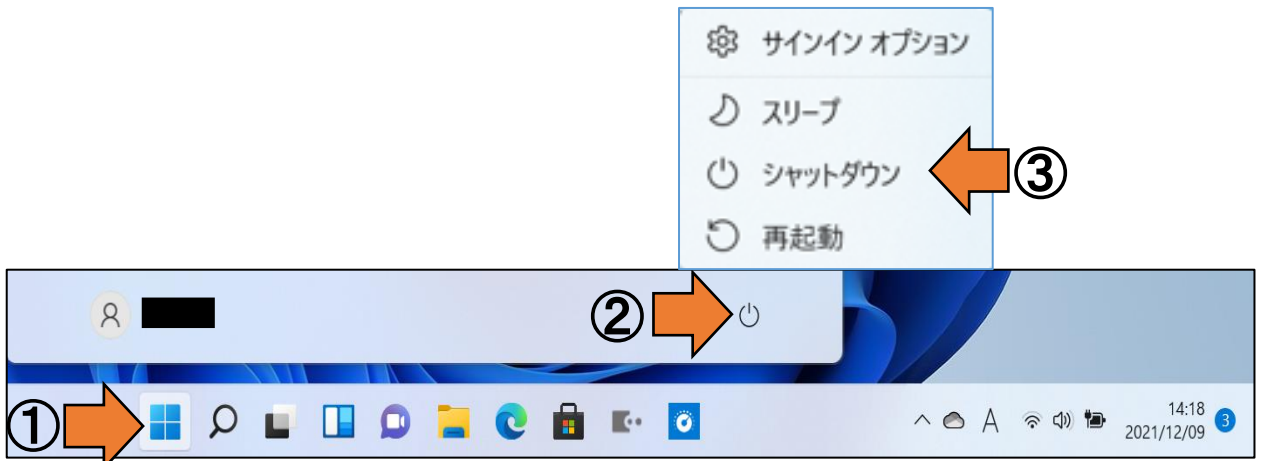 サインイン オプション
スリープ
シャットダウン
③
再起動
②
①
A
14:18
2021/12/09
3